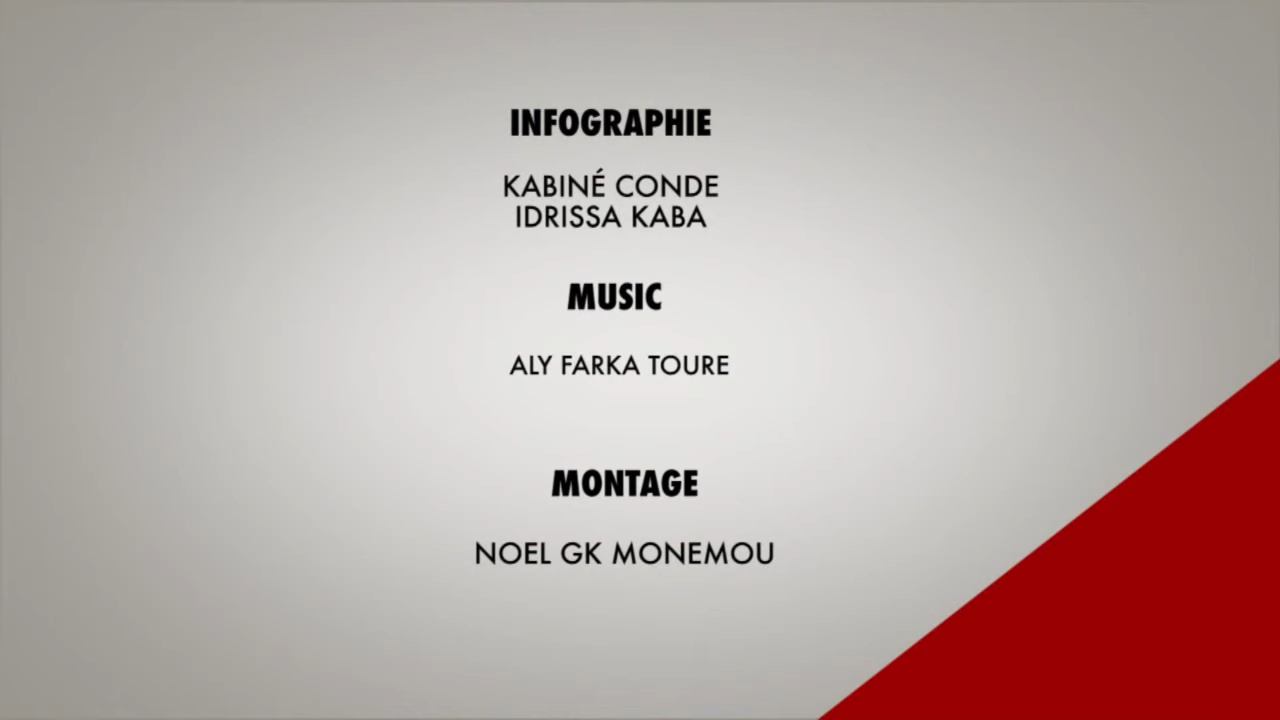 INFOGRAPHIE
KABINÉ CONDE
IDRISSA KABA
MUSIC
ALY FARKA TOURE
MONTAGE
NOEL GK MONEMOU